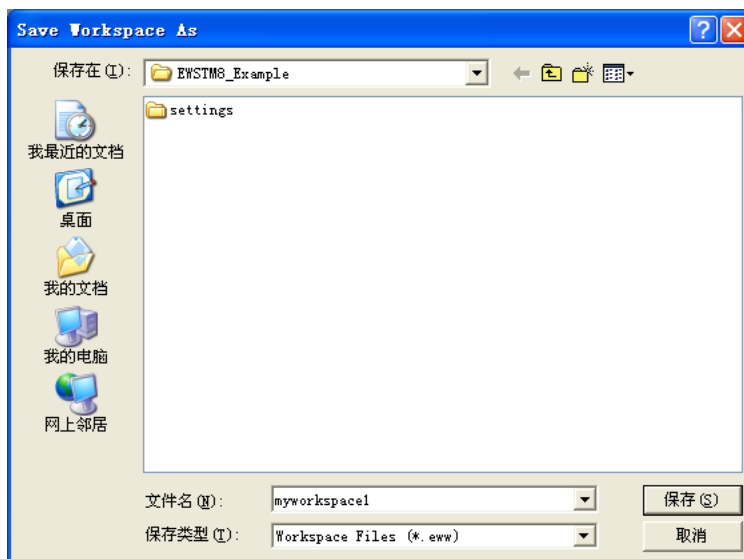 Save Workspace As
保存在(I):
EWSTM8_Example
settings
我最近的文档
桌面
我的文档
我的电脑
网上邻居
文件名(N):
myworkspace1
保存(S)
保存类型(T):
Workspace Files (*.eww)
取消